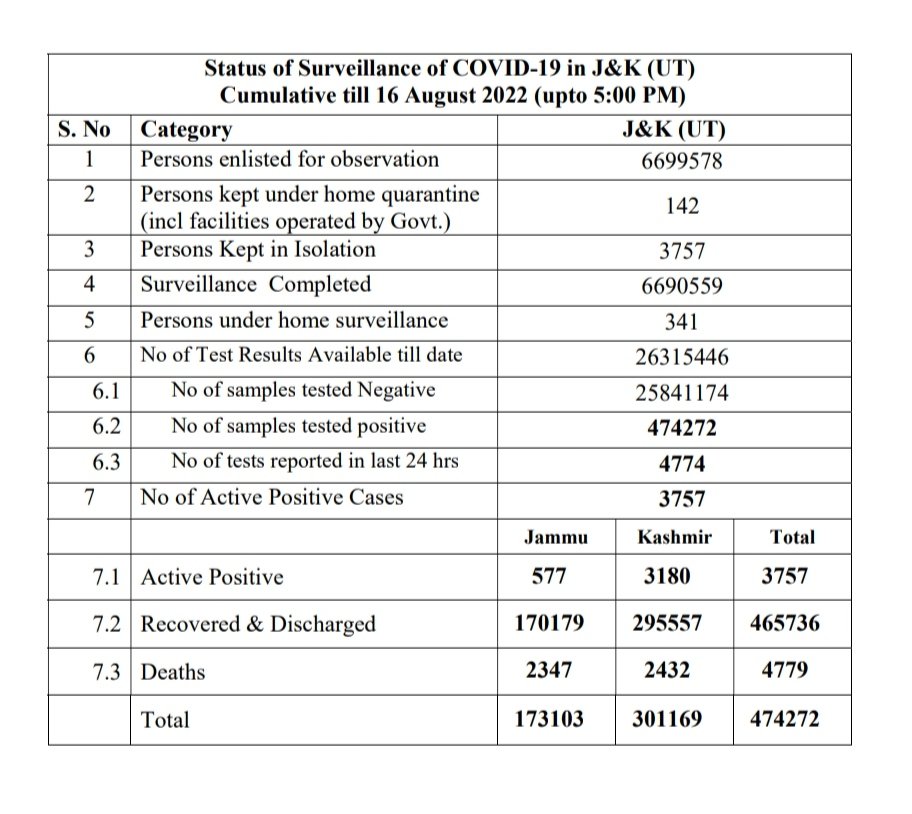 Status of Surveillance of COVID-19 in J&K (UT)
Cumulative till 16 August 2022 (upto 5:00 PM)
S. No Category J&K (UT)
1 Persons enlisted for observation 6699578
2 Persons kept under home quarantine
(incl facilities operated by Govt.) 142
3 Persons Kept in Isolation 3757
4 Surveillance Completed 6690559
5 Persons under home surveillance 341
6 No of Test Results Available till date 26315446
6.1 No of samples tested Negative 25841174
6.2 No of samples tested positive 474272
6.3 No of tests reported in last 24 hrs 4774
7 No of Active Positive Cases 3757
Jammu Kashmir Total
7.1 Active Positive 577 3180 3757
7.2 Recovered & Discharged 170179 295557 465736
7.3 Deaths 2347 2432 4779
Total 173103 301169 474272